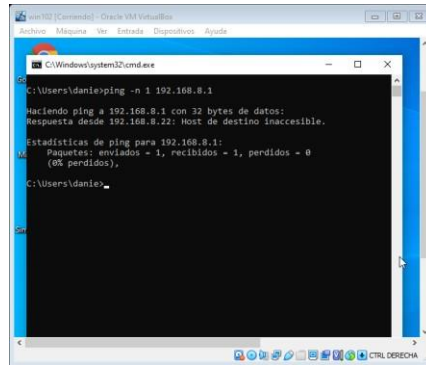 win102 [Corriendo] - Oracle VM VirtualBox
Archivo Máquina Ver Entrada Dispositivos Ayuda
C:\Windows\system32\cmd.exe
C:\Users\danie>ping -n 1 192.168.8.1
Haciendo ping a 192.168.8.1 con 32 bytes de datos:
Respuesta desde 192.168.8.22: Host de destino inaccesible.
Estadísticas de ping para 192.168.8.1:
Paquetes: enviados = 1, recibidos = 1, perdidos = 0
(0% perdidos),
C:\Users\danie>
CTRL DERECHA